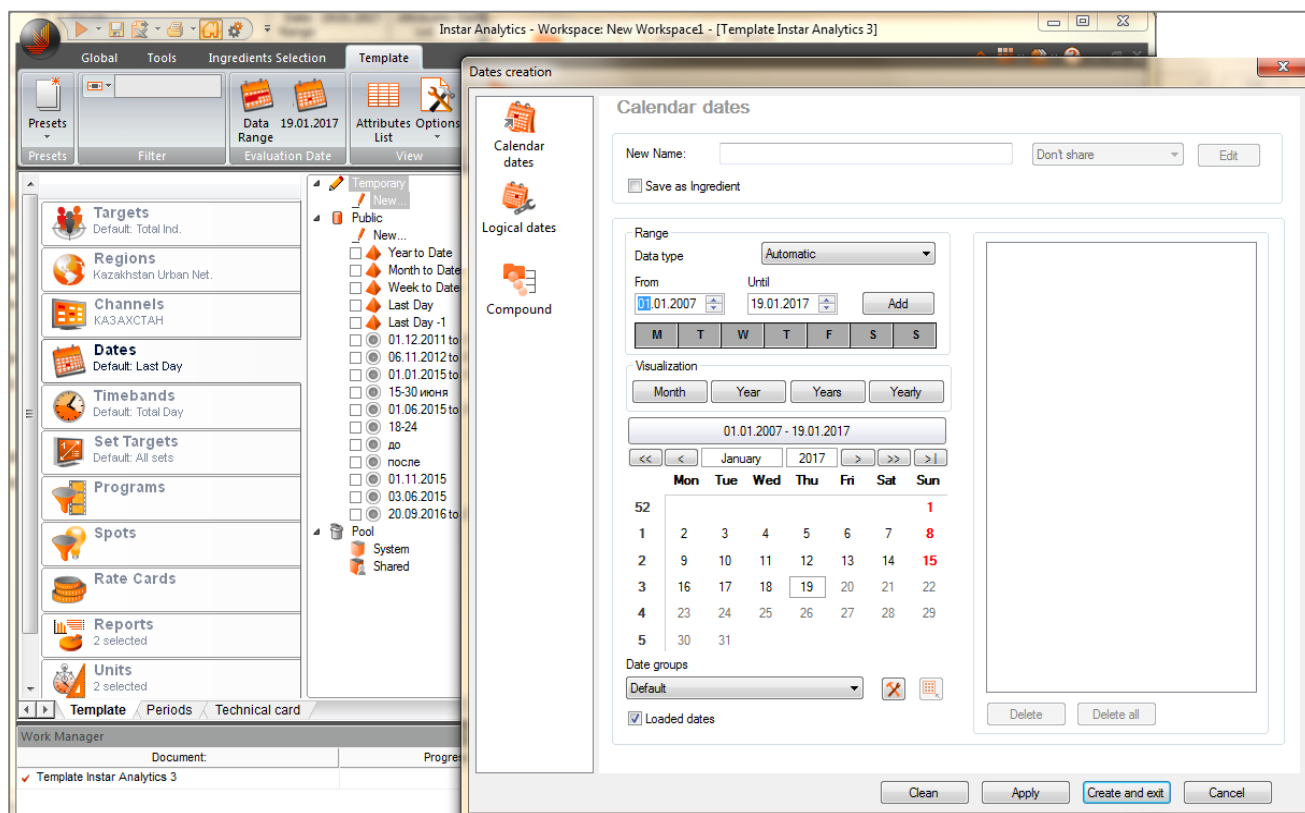 Instar Analytics - Workspace: New Workspace1 - [Template Instar Analytics 3]
Global Tools Ingredients Selection Template
Presets
Data Range
19.01.2017
Attributes List
Options
Presets Filter Evaluation Date View
Targets
Default: Total Ind.
Regions
Kazakhstan Urban Net.
Channels
КАЗАХСТАН
Dates
Default: Last Day
Timebands
Default: Total Day
Set Targets
Default: All sets
Programs
Spots
Rate Cards
Reports
2 selected
Units
2 selected
Template Periods Technical card
Temporary
New...
Public
New...
Year to Date
Month to Date
Week to Date
Last Day
Last Day -1
01.12.2011 to
06.11.2012 to
01.01.2015 to
15-30 июня
01.06.2015 to
18-24
до
после
01.11.2015
03.06.2015
20.09.2016 to
Pool
System
Shared
Work Manager
Document: Progre
Template Instar Analytics 3
Dates creation
Calendar dates
Logical dates
Compound
Calendar dates
New Name: Don't share Edit
Save as Ingredient
Range
Data type Automatic
From Until
01.01.2007 19.01.2017 Add
M T W T F S S
Visualization
Month Year Years Yearly
01.01.2007 - 19.01.2017
<< < January 2017 > >> >|
Mon Tue Wed Thu Fri Sat Sun
52 1
1 2 3 4 5 6 7 8
2 9 10 11 12 13 14 15
3 16 17 18 19 20 21 22
4 23 24 25 26 27 28 29
5 30 31
Date groups
Default
Loaded dates
Delete Delete all
Clean Apply Create and exit Cancel